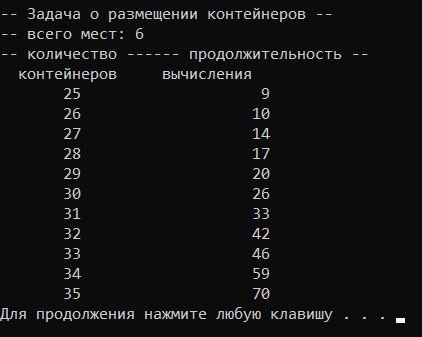 -- Задача о размещении контейнеров --
-- всего мест: 6
-- количество ------ продолжительность --
контейнеров вычисления
25 9
26 10
27 14
28 17
29 20
30 26
31 33
32 42
33 46
34 59
35 70
Для продолжения нажмите любую клавишу . . .